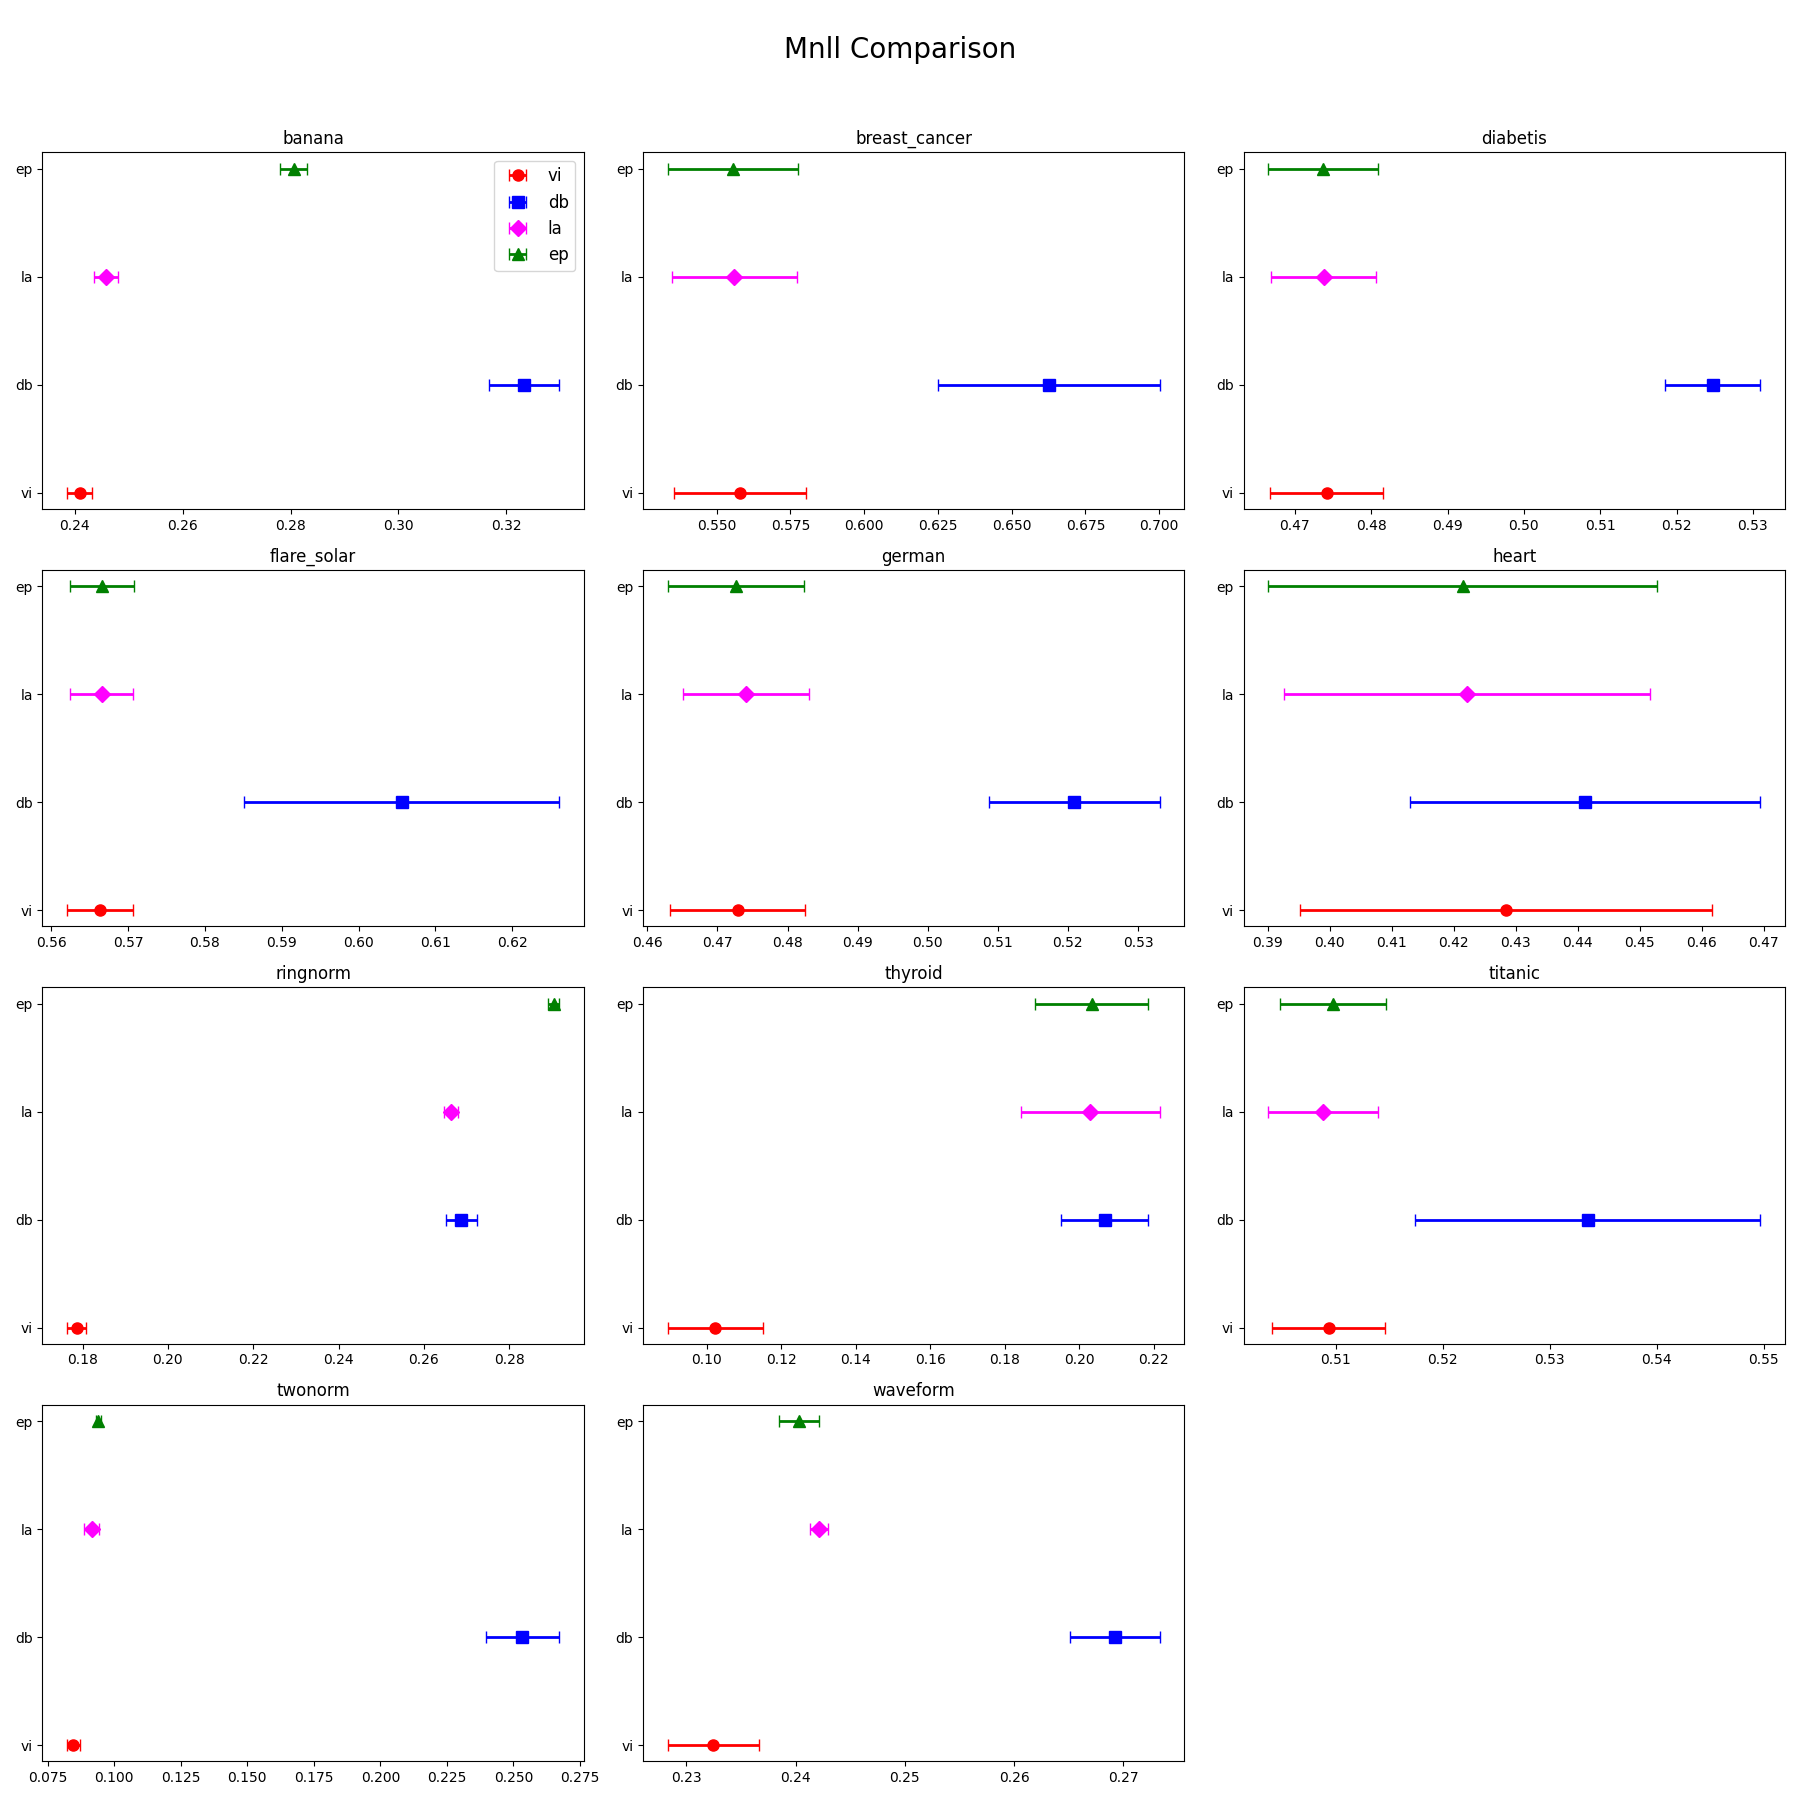 Mnll Comparison
banana
breast_cancer
diabetis
ep
la
db
vi
vi
db
la
ep
0.24 0.26 0.28 0.30 0.32
ep
la
db
vi
0.550 0.575 0.600 0.625 0.650 0.675 0.700
ep
la
db
vi
0.47 0.48 0.49 0.50 0.51 0.52 0.53
flare_solar
german
heart
ep
la
db
vi
0.56 0.57 0.58 0.59 0.60 0.61 0.62
ep
la
db
vi
0.46 0.47 0.48 0.49 0.50 0.51 0.52 0.53
ep
la
db
vi
0.39 0.40 0.41 0.42 0.43 0.44 0.45 0.46 0.47
ringnorm
thyroid
titanic
ep
la
db
vi
0.18 0.20 0.22 0.24 0.26 0.28
ep
la
db
vi
0.10 0.12 0.14 0.16 0.18 0.20 0.22
ep
la
db
vi
0.51 0.52 0.53 0.54 0.55
twonorm
waveform
ep
la
db
vi
0.075 0.100 0.125 0.150 0.175 0.200 0.225 0.250 0.275
ep
la
db
vi
0.23 0.24 0.25 0.26 0.27